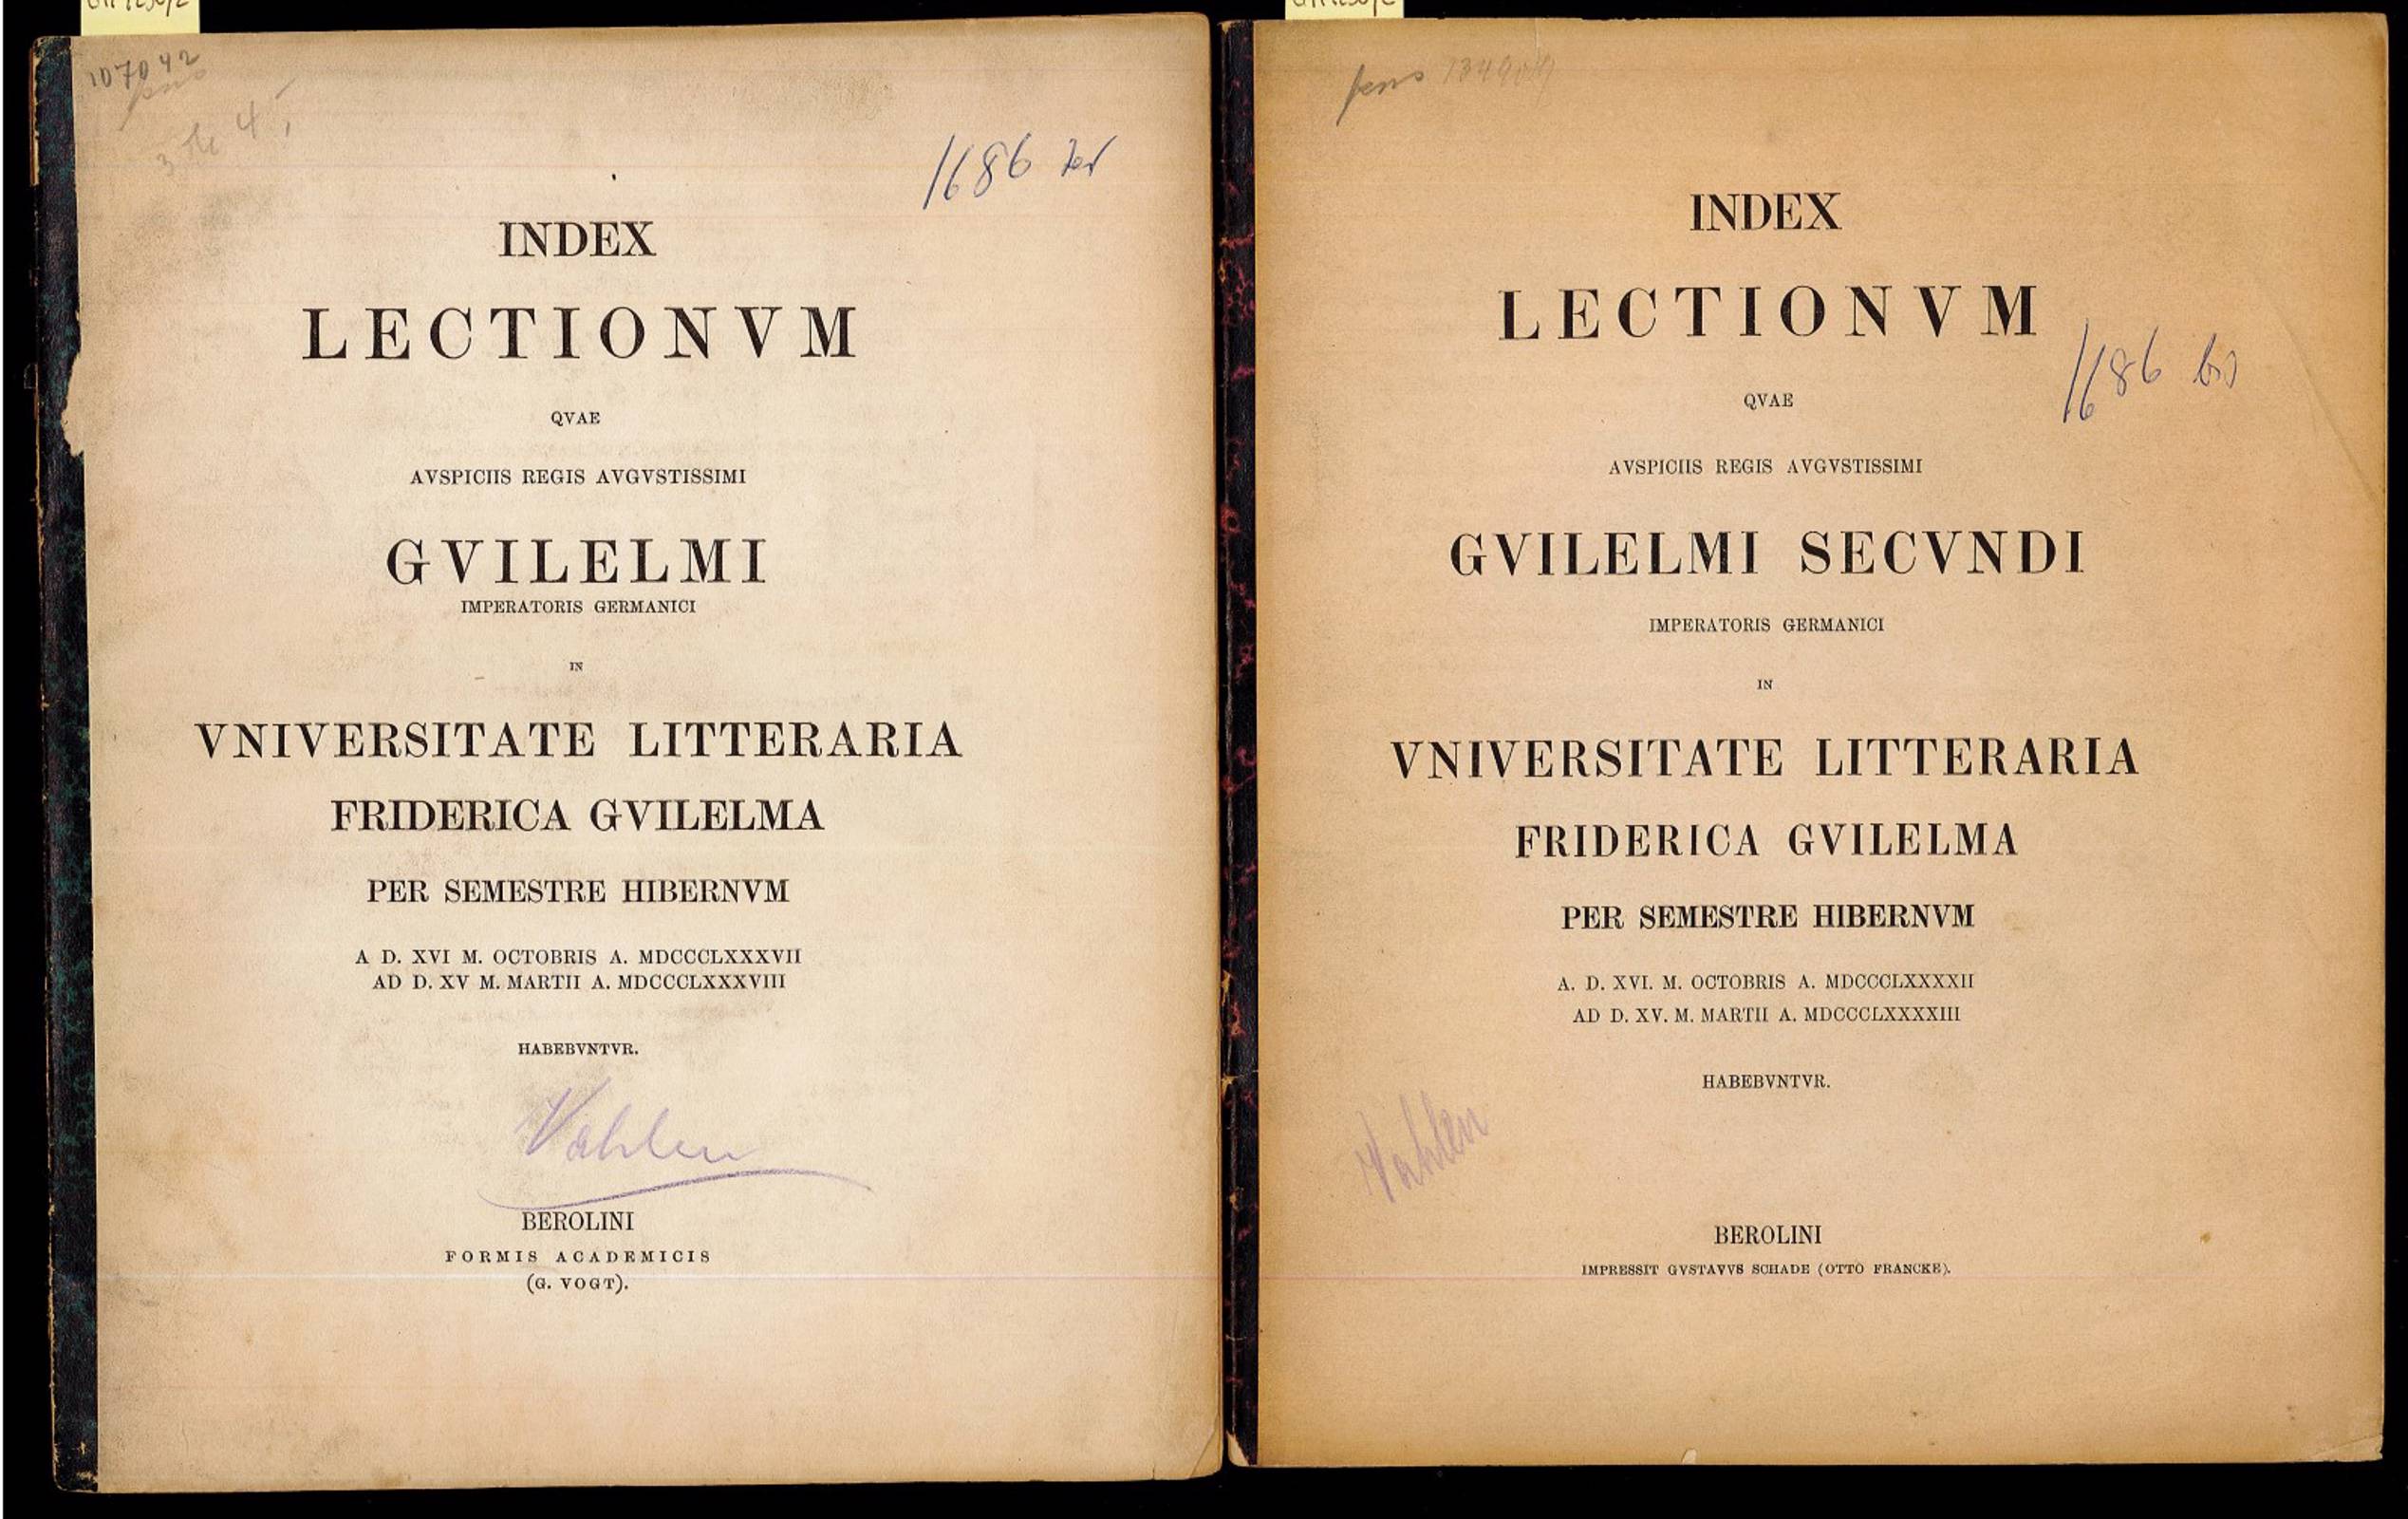 107042
1686 ter
INDEX
LECTIONVM
QVAE
AVSPICIIS REGIS AVGVSTISSIMI
GVILELMI
IMPERATORIS GERMANICI
IN
VNIVERSITATE LITTERARIA
FRIDERICA GVILELMA
PER SEMESTRE HIBERNVM
A D. XVI M. OCTOBRIS A. MDCCCLXXXVII
AD D. XV M. MARTII A. MDCCCLXXXVIII
HABEBVNTVR.
Vahlen
BEROLINI
FORMIS ACADEMICIS
(G. VOGT).
INDEX
LECTIONVM
1686 bis
QVAE
AVSPICIIS REGIS AVGVSTISSIMI
GVILELMI SECVNDI
IMPERATORIS GERMANICI
IN
VNIVERSITATE LITTERARIA
FRIDERICA GVILELMA
PER SEMESTRE HIBERNVM
A. D. XVI. M. OCTOBRIS A. MDCCCLXXXXII
AD D. XV. M. MARTII A. MDCCCLXXXXIII
HABEBVNTVR.
Vahlen
BEROLINI
IMPRESSIT GVSTAVVS SCHADE (OTTO FRANCKE).